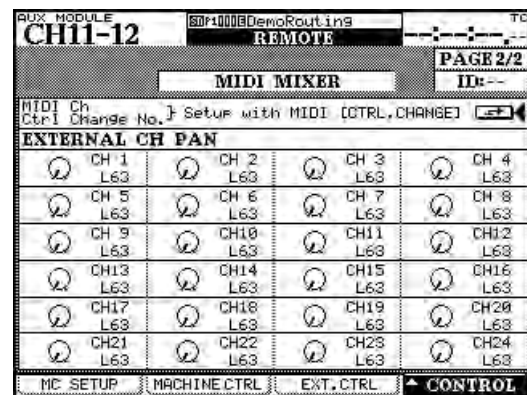 AUX MODULE
CH11-12
DemoRouting
REMOTE
--:--:--.--
TC
PAGE 2/2
MIDI MIXER
ID:--
MIDI Ch
Ctrl Change No. } Setup with MIDI [CTRL.CHANGE]
EXTERNAL CH PAN
CH 1 CH 2 CH 3 CH 4
L63 L63 L63 L63
CH 5 CH 6 CH 7 CH 8
L63 L63 L63 L63
CH 9 CH10 CH11 CH12
L63 L63 L63 L63
CH13 CH14 CH15 CH16
L63 L63 L63 L63
CH17 CH18 CH19 CH20
L63 L63 L63 L63
CH21 CH22 CH23 CH24
L63 L63 L63 L63
MC SETUP MACHINE CTRL EXT.CTRL CONTROL